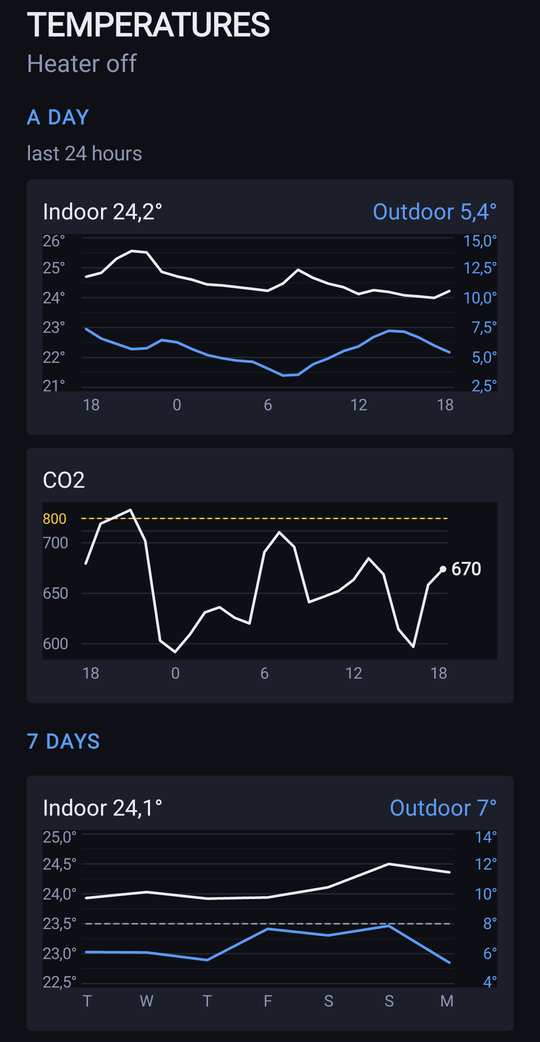 TEMPERATURES
Heater off
A DAY
last 24 hours
Indoor 24,2° Outdoor 5,4°
26° 15,0°
25° 12,5°
24° 10,0°
23° 7,5°
22° 5,0°
21° 2,5°
18 0 6 12 18
CO2
800
700
650 670
600
18 0 6 12 18
7 DAYS
Indoor 24,1° Outdoor 7°
25,0° 14°
24,5° 12°
24,0° 10°
23,5° 8°
23,0° 6°
22,5° 4°
T W T F S S M